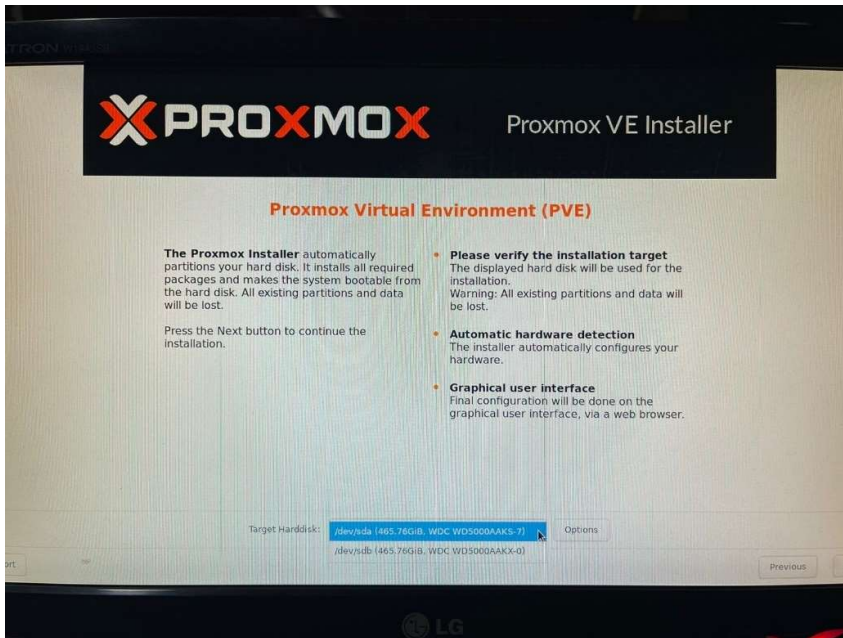 PROXMOX
Proxmox VE Installer
Proxmox Virtual Environment (PVE)
The Proxmox Installer automatically
partitions your hard disk. It installs all required
packages and makes the system bootable from
the hard disk. All existing partitions and data
will be lost.
Press the Next button to continue the
installation.
Please verify the installation target
The displayed hard disk will be used for the
installation.
Warning: All existing partitions and data will
be lost.
Automatic hardware detection
The installer automatically configures your
hardware.
Graphical user interface
Final configuration will be done on the
graphical user interface, via a web browser.
Target Harddisk:
/dev/sda (465.76GiB, WDC WD5000AAKS-7)
Options
/dev/sdb (465.76GiB, WDC WD5000AAKX-0)
Previous
LG